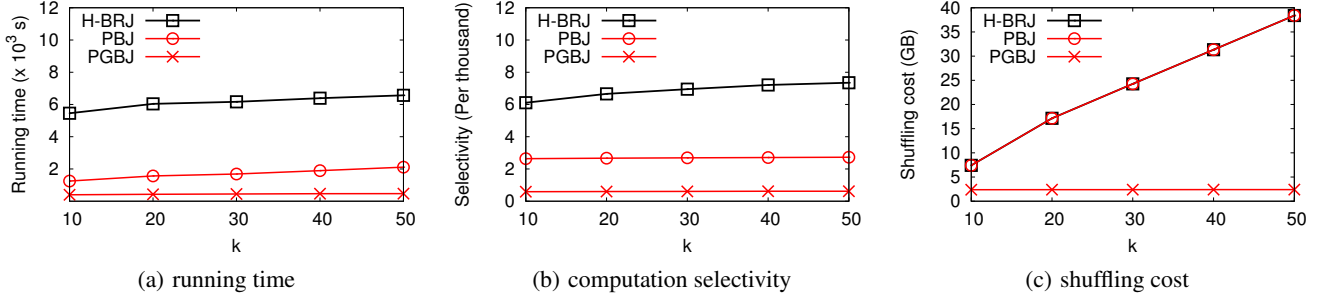 12
10
8
6
4
2
10 20 30 40 50
Running time (x 10³ s)
k
H-BRJ
PBJ
PGBJ
(a) running time
12
10
8
6
4
2
0
10 20 30 40 50
Selectivity (Per thousand)
k
H-BRJ
PBJ
PGBJ
(b) computation selectivity
40
35
30
25
20
15
10
5
0
10 20 30 40 50
Shuffling cost (GB)
k
H-BRJ
PBJ
PGBJ
(c) shuffling cost